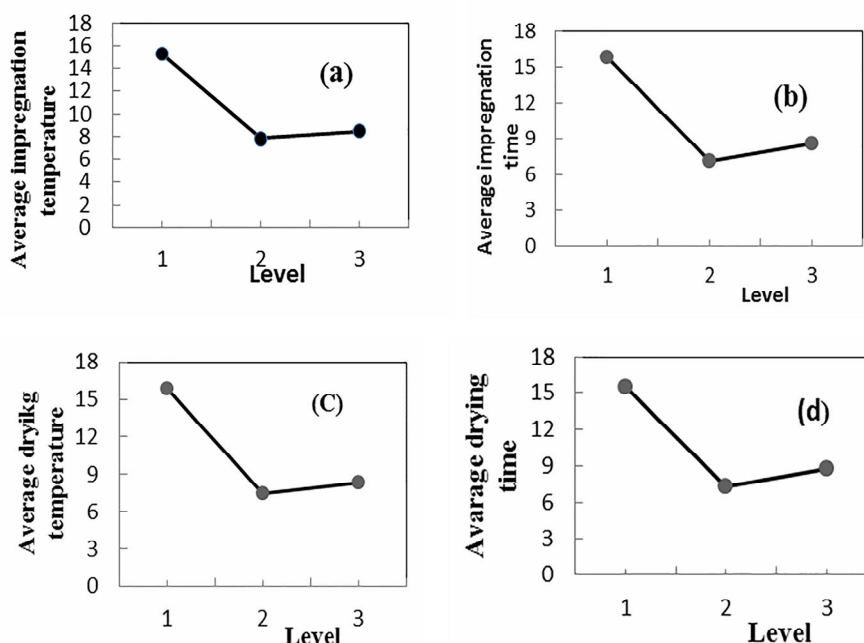 18
16
14
12
10
8
6
4
2
0
Average impregnation
temperature
(a)
1 2 3
Level
18
15
12
9
6
3
0
Average impregnation
time
(b)
1 2 3
Level
18
15
12
9
6
3
0
Average dryikg
temperature
(C)
1 2 3
Level
18
15
12
9
6
3
0
Avarage drying
time
(d)
1 2 3
Level